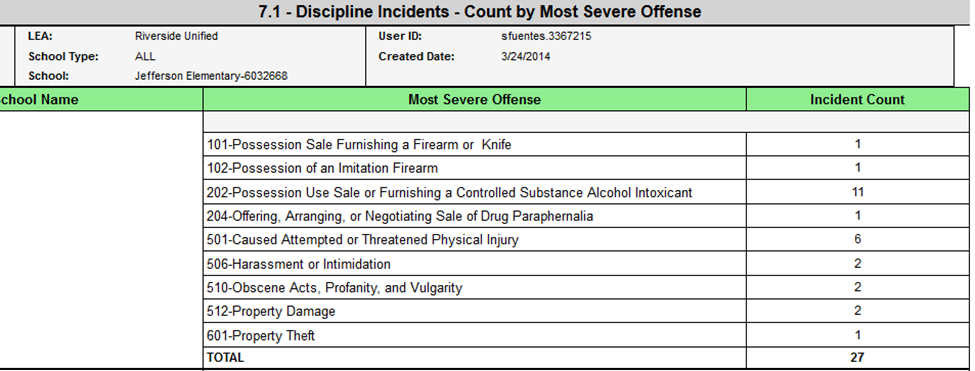 7.1 - Discipline Incidents - Count by Most Severe Offense
LEA: Riverside Unified User ID: sfuentes.3367215
School Type: ALL Created Date: 3/24/2014
School: Jefferson Elementary-6032668
chool Name Most Severe Offense Incident Count
101-Possession Sale Furnishing a Firearm or  Knife 1
102-Possession of an Imitation Firearm 1
202-Possession Use Sale or Furnishing a Controlled Substance Alcohol Intoxicant 11
204-Offering, Arranging, or Negotiating Sale of Drug Paraphernalia 1
501-Caused Attempted or Threatened Physical Injury 6
506-Harassment or Intimidation 2
510-Obscene Acts, Profanity, and Vulgarity 2
512-Property Damage 2
601-Property Theft 1
TOTAL 27